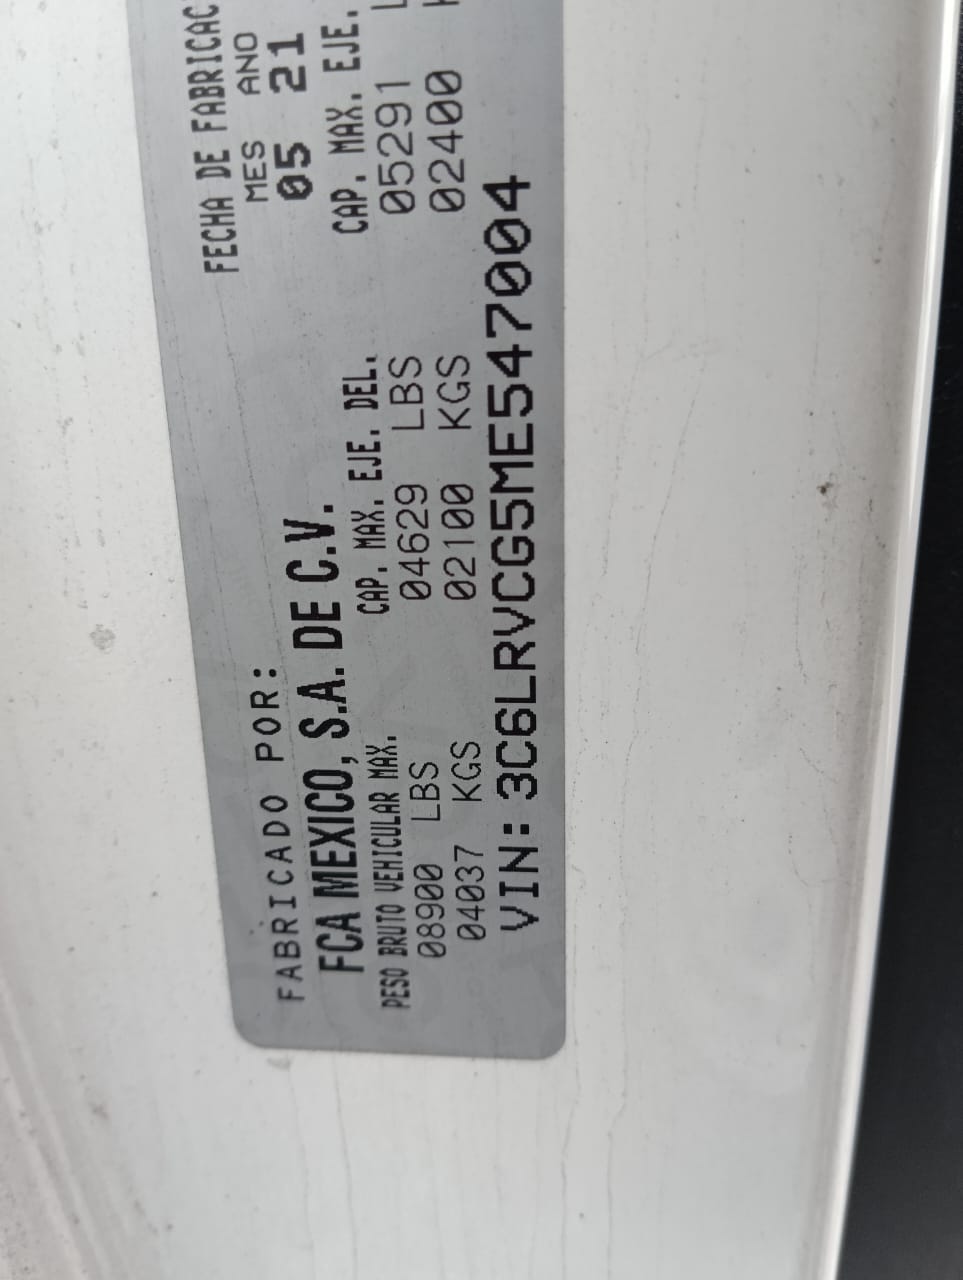 FABRICADO POR:
FECHA DE FABRICAC
MES ANO
FCA MEXICO, S.A. DE C.V.
05 21
PESO BRUTO VEHICULAR MAX.
CAP. MAX. EJE. DEL.
CAP. MAX. EJE.
08900 LBS
04629 LBS
05291 L
04037 KGS
02100 KGS
02400
VIN: 3C6LRVCG5ME547004